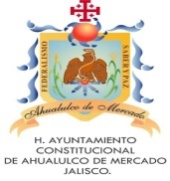 FEDERALISMO
SABER Y PAZ
Ahualulco de Mercado
H. AYUNTAMIENTO
CONSTITUCIONAL
DE AHUALULCO DE MERCADO
JALISCO.